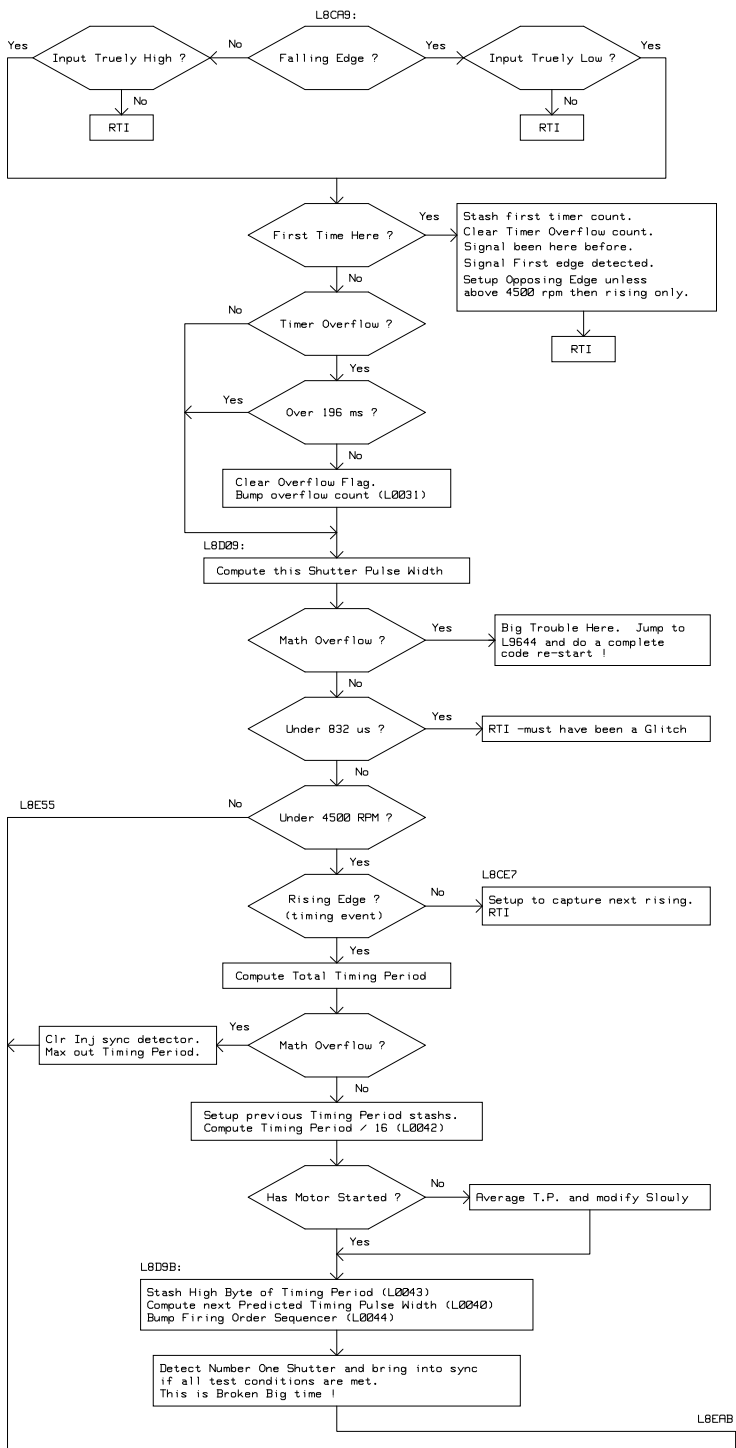 L8CA9:
Yes
No
Yes
Yes
Input Truely High ?
Falling Edge ?
Input Truely Low ?
No
No
RTI
RTI
Yes
First Time Here ?
Stash first timer count.
Clear Timer Overflow count.
Signal been here before.
Signal First edge detected.
Setup Opposing Edge unless
above 4500 rpm then rising only.
No
No
Timer Overflow ?
RTI
Yes
Yes
Over 196 ms ?
No
Clear Overflow Flag.
Bump overflow count (L0031)
L8D09:
Compute this Shutter Pulse Width
Math Overflow ?
Yes
Big Trouble Here. Jump to
L9644 and do a complete
code re-start !
No
Under 832 us ?
Yes
RTI -must have been a Glitch
No
L8E55
No
Under 4500 RPM ?
Yes
L8CE7
Rising Edge ?
(timing event)
No
Setup to capture next rising.
RTI
Yes
Compute Total Timing Period
Yes
Clr Inj sync detector.
Max out Timing Period.
Math Overflow ?
No
Setup previous Timing Period stashs.
Compute Timing Period / 16 (L0042)
Has Motor Started ?
No
Average T.P. and modify Slowly
Yes
L8D9B:
Stash High Byte of Timing Period (L0043)
Compute next Predicted Timing Pulse Width (L0040)
Bump Firing Order Sequencer (L0044)
Detect Number One Shutter and bring into sync
if all test conditions are met.
This is Broken Big time !
L8EAB